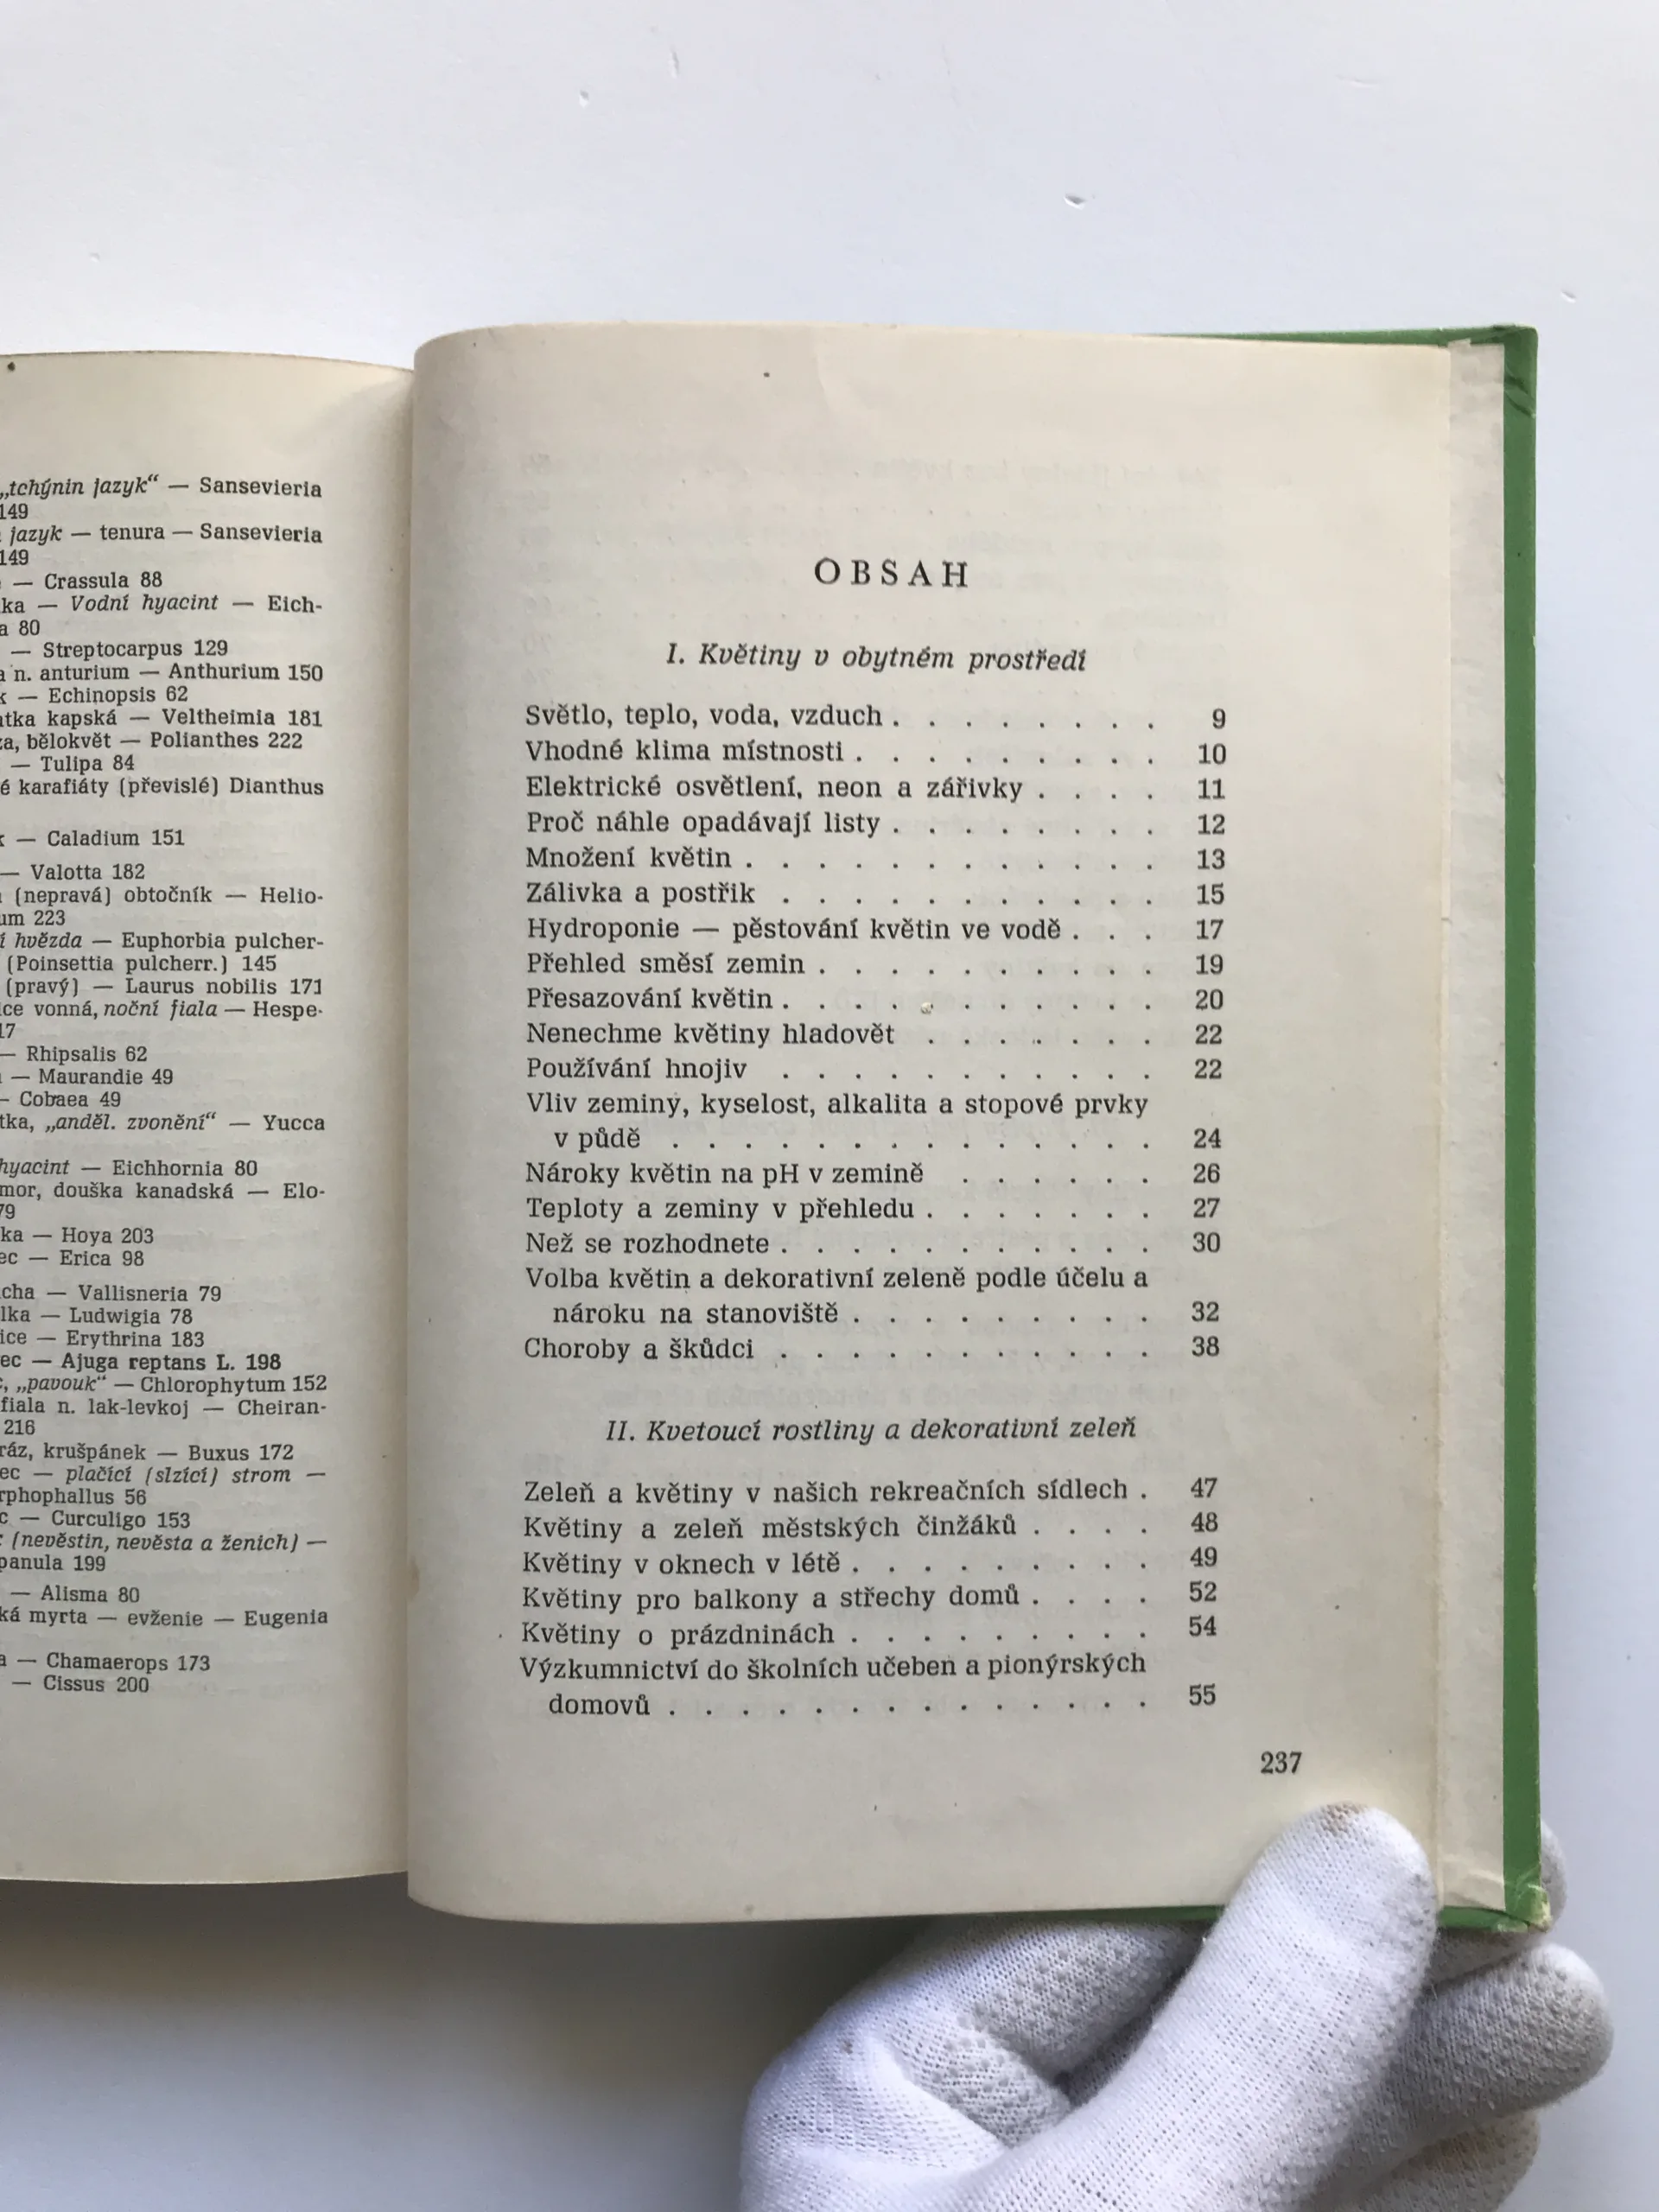 „tchýnin jazyk“ — Sansevieria
149
jazyk — tenura — Sansevieria
149
— Crassula 88
ka — Vodní hyacint — Eich-
a 80
— Streptocarpus 129
a n. anturium — Anthurium 150
— Echinopsis 62
tka kapská — Veltheimia 181
za, bělokvět — Polianthes 222
— Tulipa 84
é karafiáty (převislé) Dianthus
— Caladium 151
— Valotta 182
(nepravá) obtočník — Helio-
um 223
í hvězda — Euphorbia pulcher-
(Poinsettia pulcherr.) 145
(pravý) — Laurus nobilis 171
ice vonná, noční fiala — Hespe-
17
— Rhipsalis 62
— Maurandie 49
— Cobaea 49
tka, „anděl. zvonění“ — Yucca
hyacint — Eichhornia 80
mor, douška kanadská — Elo-
79
ka — Hoya 203
ec — Erica 98
cha — Vallisneria 79
lka — Ludwigia 78
ice — Erythrina 183
ec — Ajuga reptans L. 198
, „pavouk“ — Chlorophytum 152
fiala n. lak-levkoj — Cheiran-
216
ráz, krušpánek — Buxus 172
ec — plačící (slzící) strom —
rphophallus 56
c — Curculigo 153
(nevěstin, nevěsta a ženich) —
panula 199
— Alisma 80
ká myrta — evženie — Eugenia
a — Chamaerops 173
— Cissus 200
OBSAH
I. Květiny v obytném prostředí
Světlo, teplo, voda, vzduch . . . . . . . . 9
Vhodné klima místnosti . . . . . . . . . 10
Elektrické osvětlení, neon a zářivky . . . . 11
Proč náhle opadávají listy . . . . . . . . 12
Množení květin . . . . . . . . . . . . 13
Zálivka a postřik . . . . . . . . . . . 15
Hydroponie — pěstování květin ve vodě . . . 17
Přehled směsí zemin . . . . . . . . . . 19
Přesazování květin . . . . . . . . . . . 20
Nenechme květiny hladovět . . . . . . . 22
Používání hnojiv . . . . . . . . . . . 22
Vliv zeminy, kyselost, alkalita a stopové prvky
v půdě . . . . . . . . . . . . . . 24
Nároky květin na pH v zemině . . . . . . 26
Teploty a zeminy v přehledu . . . . . . . 27
Než se rozhodnete . . . . . . . . . . . 30
Volba květin a dekorativní zeleně podle účelu a
nároku na stanoviště . . . . . . . . . 32
Choroby a škůdci . . . . . . . . . . . 38
II. Kvetoucí rostliny a dekorativní zeleň
Zeleň a květiny v našich rekreačních sídlech . 47
Květiny a zeleň městských činžáků . . . . 48
Květiny v oknech v létě . . . . . . . . . 49
Květiny pro balkony a střechy domů . . . . 52
Květiny o prázdninách . . . . . . . . . 54
Výzkumnictví do školních učeben a pionýrských
domovů . . . . . . . . . . . . . . 55
237